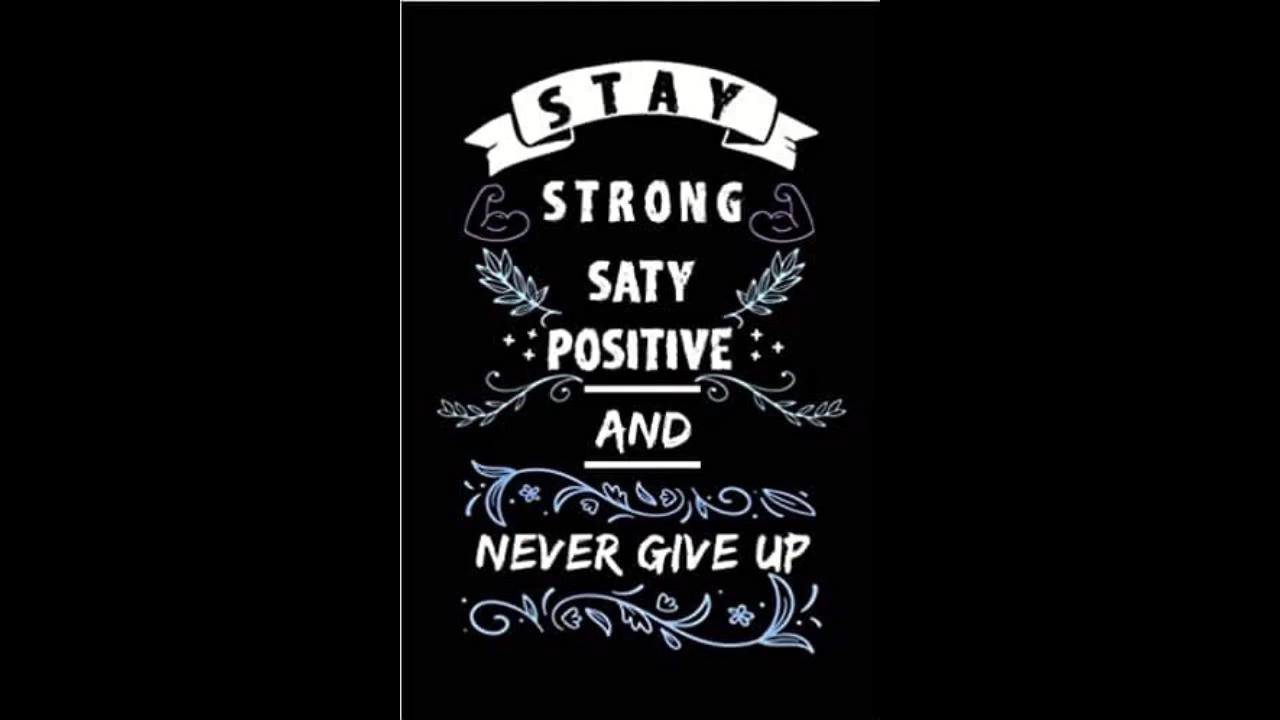 STAY
STRONG
SATY
POSITIVE
AND
NEVER GIVE UP